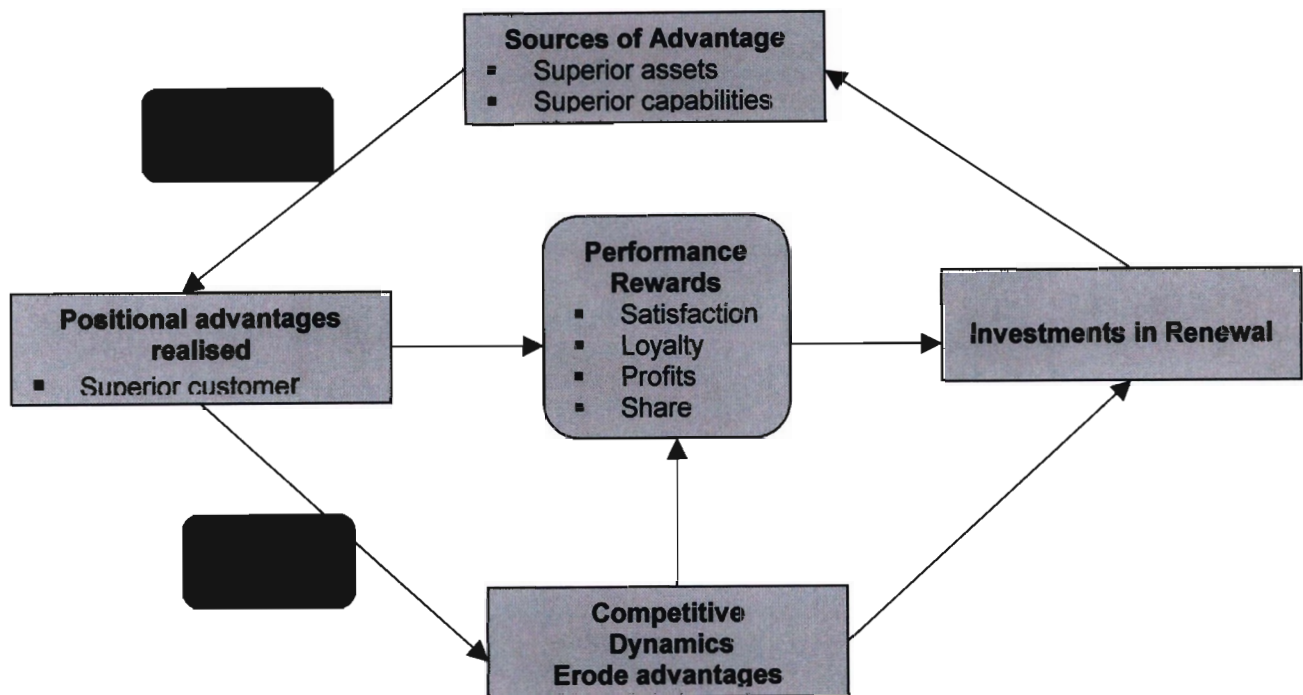 Sources of Advantage
▪ Superior assets
▪ Superior capabilities
Performance
Rewards
▪ Satisfaction
▪ Loyalty
▪ Profits
▪ Share
Positional advantages
realised
▪ Superior customer
Investments in Renewal
Competitive
Dynamics
Erode advantages